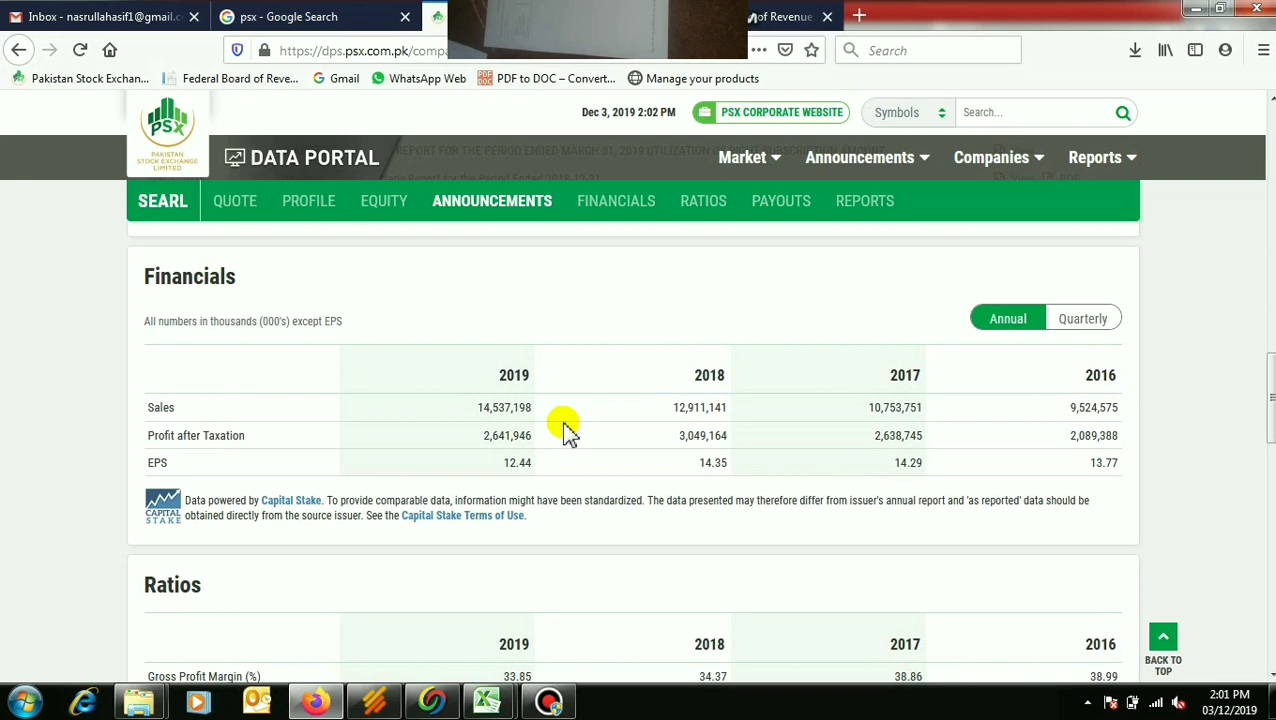 Inbox - nasrullahasif1@gmail.c
psx - Google Search
of Revenue
https://dps.psx.com.pk/compa
Search
Pakistan Stock Exchan...
Federal Board of Reve...
Gmail
WhatsApp Web
PDF to DOC – Convert...
Manage your products
PSX
PAKISTAN
STOCK EXCHANGE
LIMITED
Dec 3, 2019 2:02 PM
PSX CORPORATE WEBSITE
Symbols
Search...
DATA PORTAL
Market
Announcements
Companies
Reports
SEARL
QUOTE
PROFILE
EQUITY
ANNOUNCEMENTS
FINANCIALS
RATIOS
PAYOUTS
REPORTS
Financials
All numbers in thousands (000's) except EPS
Annual
Quarterly
2019 2018 2017 2016
Sales 14,537,198 12,911,141 10,753,751 9,524,575
Profit after Taxation 2,641,946 3,049,164 2,638,745 2,089,388
EPS 12.44 14.35 14.29 13.77
CAPITAL
STAKE
Data powered by Capital Stake. To provide comparable data, information might have been standardized. The data presented may therefore differ from issuer's annual report and 'as reported' data should be
obtained directly from the source issuer. See the Capital Stake Terms of Use.
Ratios
2019 2018 2017 2016
Gross Profit Margin (%) 33.85 34.37 38.86 38.99
BACK TO
TOP
2:01 PM
03/12/2019